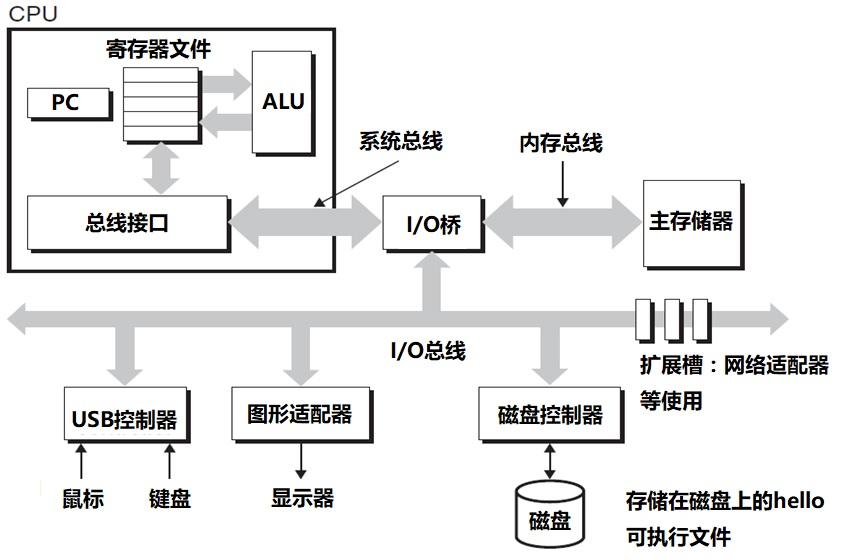 CPU
寄存器文件
PC
ALU
系统总线
内存总线
总线接口
I/O桥
主存储器
I/O总线
扩展槽：网络适配器
等使用
USB控制器
图形适配器
磁盘控制器
鼠标
键盘
显示器
磁盘
存储在磁盘上的hello
可执行文件